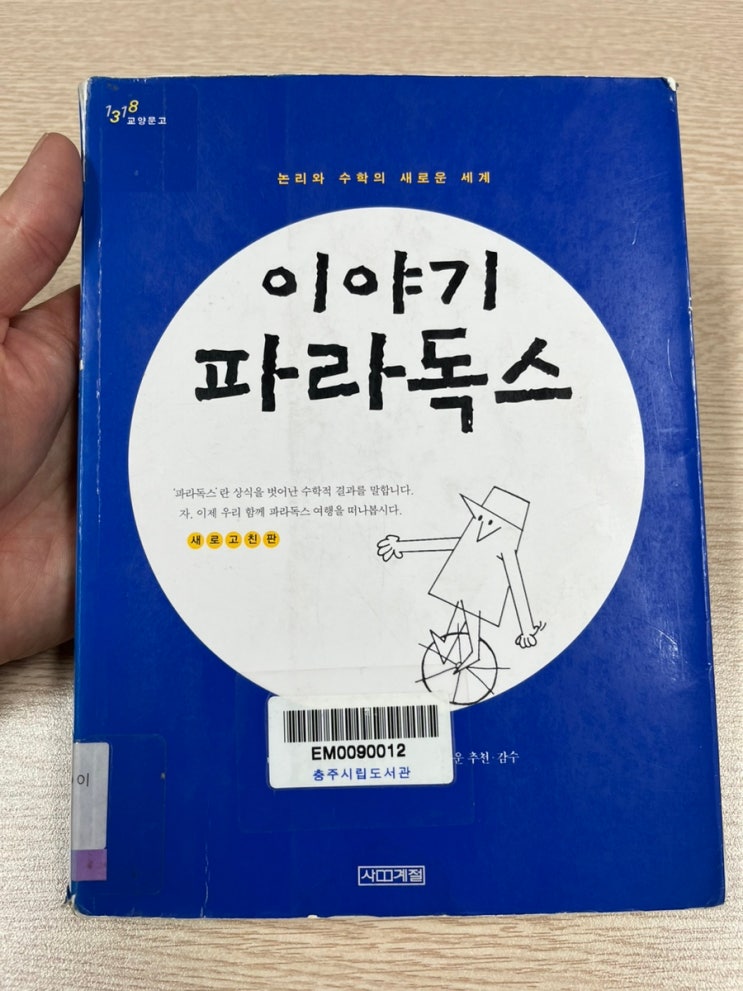 1318
교양문고
논리와 수학의 새로운 세계
이야기
파라독스
'파라독스'란 상식을 벗어난 수학적 결과를 말합니다.
자, 이제 우리 함께 파라독스 여행을 떠나봅시다.
새로고친판
EM0090012
충주시립도서관
추천·감수
이
사계절